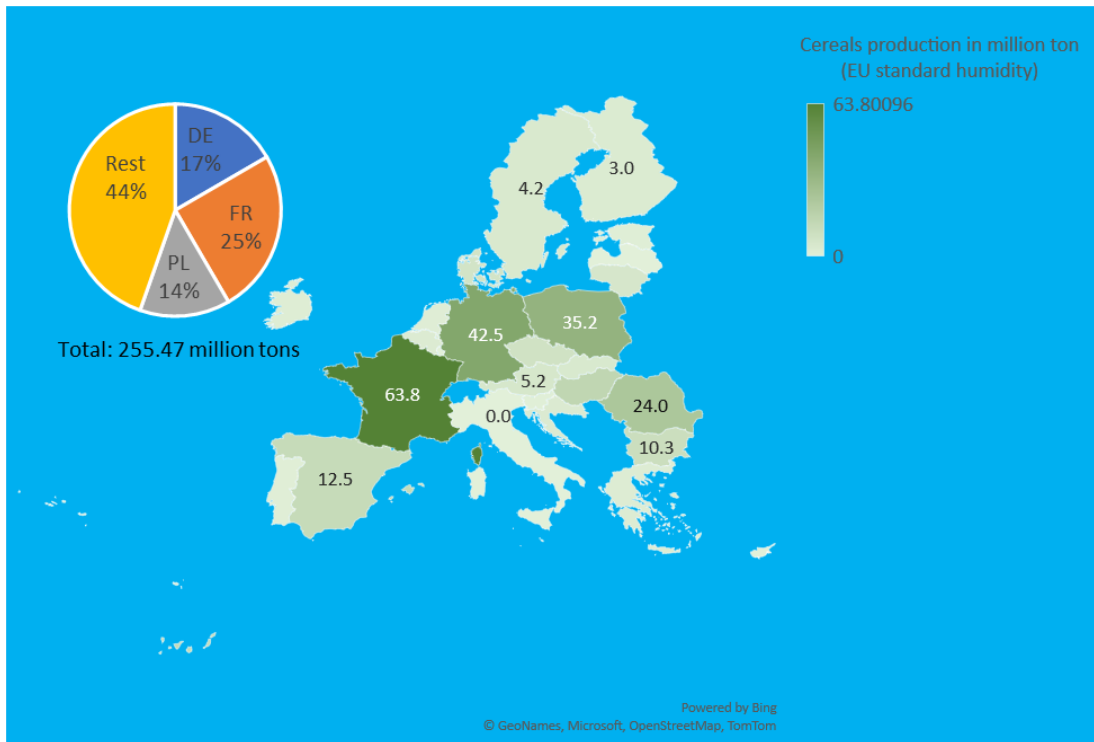 Cereals production in million ton
(EU standard humidity)
63.80096
0
DE
17%
Rest
44%
FR
25%
PL
14%
Total: 255.47 million tons
4.2
3.0
42.5
35.2
63.8
5.2
0.0
24.0
10.3
12.5
Powered by Bing
© GeoNames, Microsoft, OpenStreetMap, TomTom